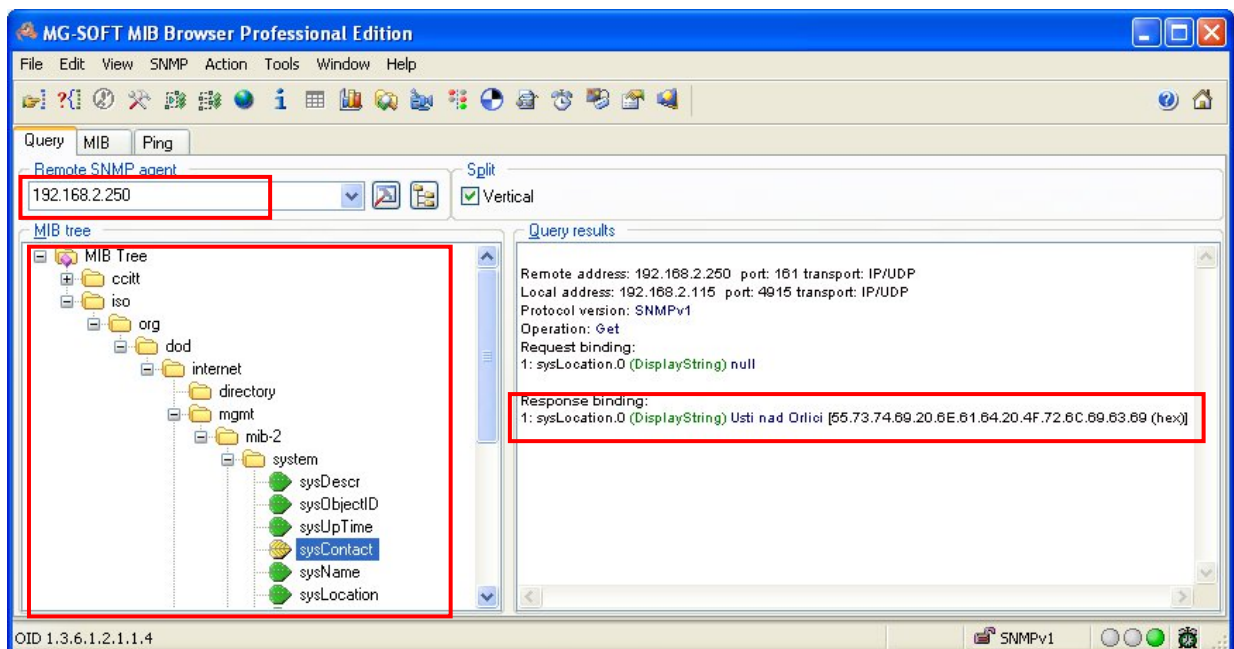 MG-SOFT MIB Browser Professional Edition
File Edit View SNMP Action Tools Window Help
Query MIB Ping
Remote SNMP agent
192.168.2.250
Split
Vertical
MIB tree
MIB Tree
ccitt
iso
org
dod
internet
directory
mgmt
mib-2
system
sysDescr
sysObjectID
sysUpTime
sysContact
sysName
sysLocation
Query results
Remote address: 192.168.2.250 port: 161 transport: IP/UDP
Local address: 192.168.2.115 port: 4915 transport: IP/UDP
Protocol version: SNMPv1
Operation: Get
Request binding:
1: sysLocation.0 (DisplayString) null
Response binding:
1: sysLocation.0 (DisplayString) Usti nad Orlici [55.73.74.69.20.6E.61.64.20.4F.72.6C.69.63.69 (hex)]
OID 1.3.6.1.2.1.1.4
SNMPv1